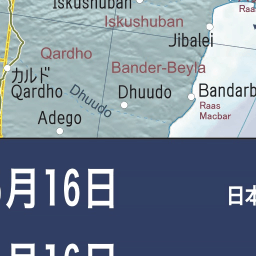 Iskushuban
Iskushuban
Jibalei
Qardho
Bander-Beyla
カルド
Qardho
Dhuudo
Dhuudo
Bandarb
Raas
Macbar
Adego
月16日
日本
月16日